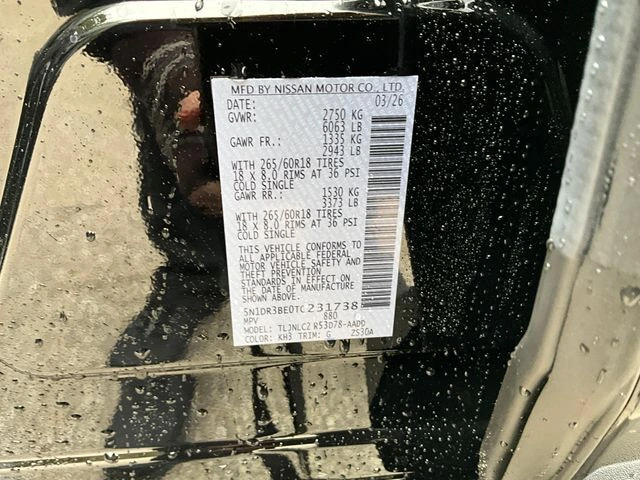 MFD BY NISSAN MOTOR CO., LTD.
DATE: 03/26
GVWR: 2750 KG
6063 LB
GAWR FR.: 1335 KG
2943 LB
WITH 265/60R18 TIRES
18 X 8.0 RIMS AT 36 PSI
COLD SINGLE
GAWR RR.: 1530 KG
3373 LB
WITH 265/60R18 TIRES
18 X 8.0 RIMS AT 36 PSI
COLD SINGLE
THIS VEHICLE CONFORMS TO
ALL APPLICABLE FEDERAL
MOTOR VEHICLE SAFETY AND
THEFT PREVENTION
STANDARDS IN EFFECT
ON THE DATE OF
MANUFACTURE
5N1DR3BE0TC231738
MPV 880
MODEL: TLJNLC2 R53D78-AADD
COLOR: KH3 TRIM: G ZS30A